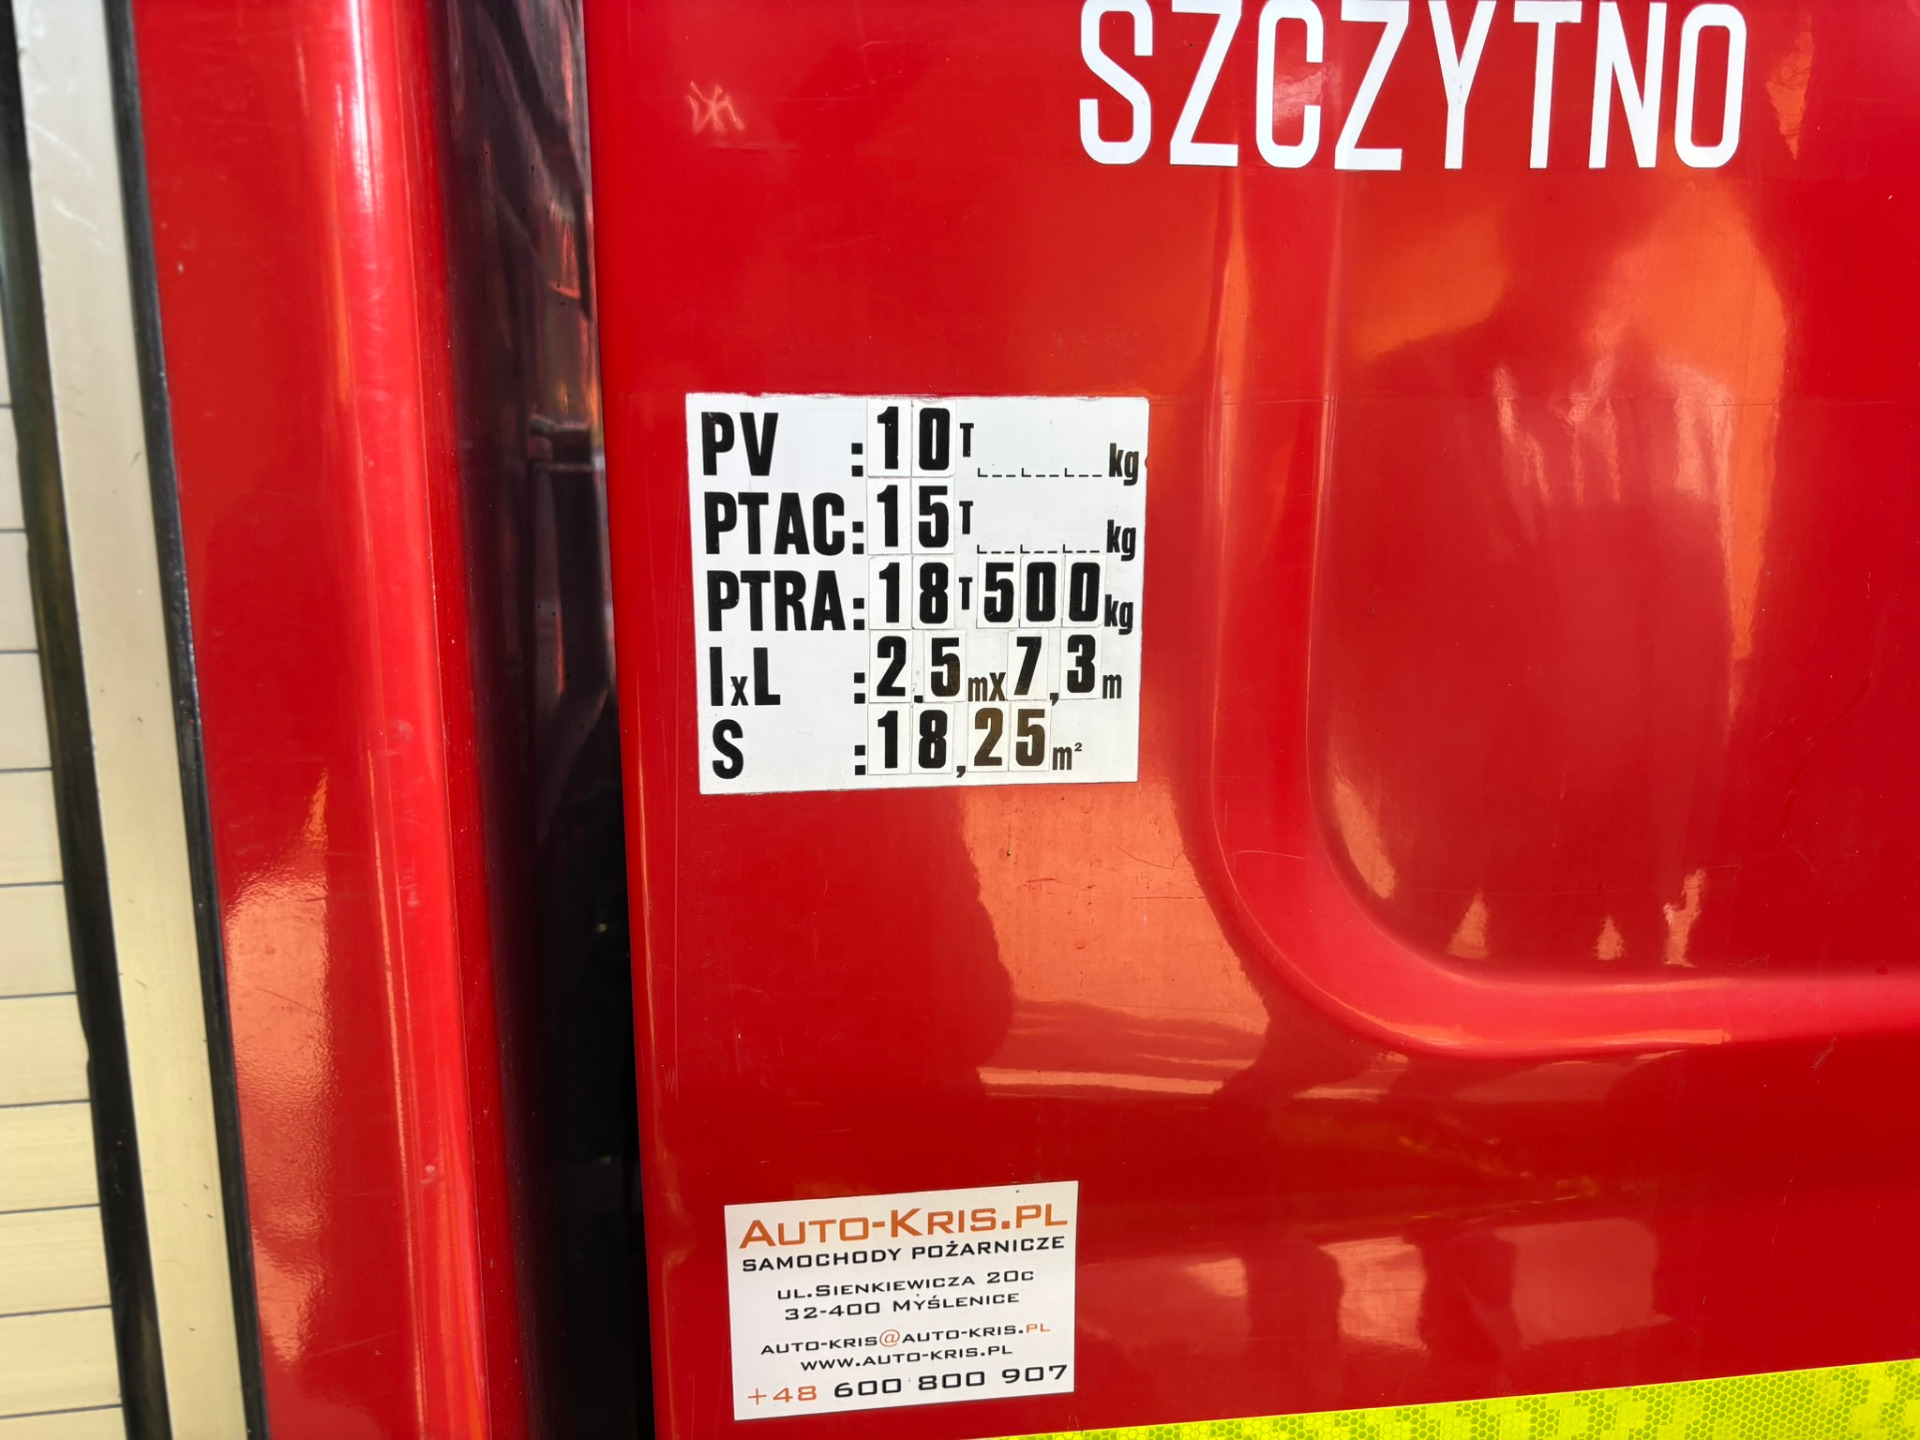 SZCZYTNO
PV : 10T kg
PTAC: 15T kg
PTRA: 18T500kg
IxL : 2.5mx7,3m
S : 18,25m²
AUTO-KRIS.PL
SAMOCHODY POŻARNICZE
UL.SIENKIEWICZA 20C
32-400 MYŚLENICE
AUTO-KRIS@AUTO-KRIS.PL
WWW.AUTO-KRIS.PL
+48 600 800 907